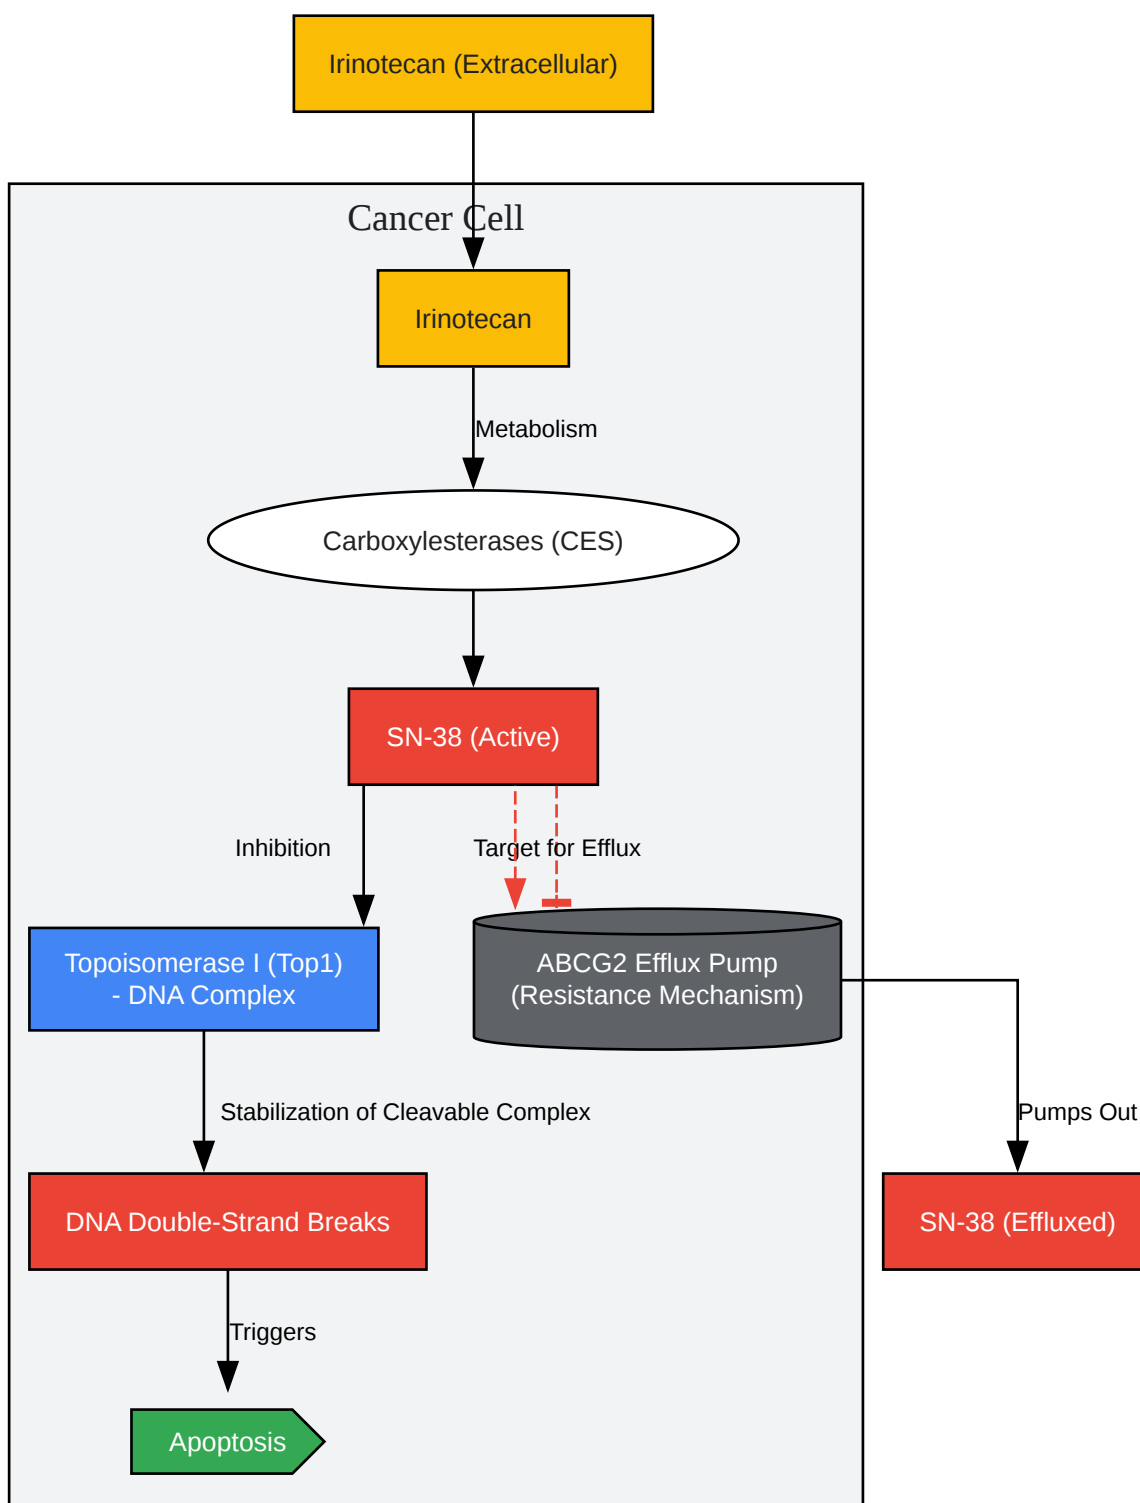 Irinotecan (Extracellular)
Cancer Cell
Irinotecan
Metabolism
Carboxylesterases (CES)
SN-38 (Active)
Inhibition
Target for Efflux
Topoisomerase I (Top1)
- DNA Complex
ABCG2 Efflux Pump
(Resistance Mechanism)
Stabilization of Cleavable Complex
Pumps Out
DNA Double-Strand Breaks
SN-38 (Effluxed)
Triggers
Apoptosis